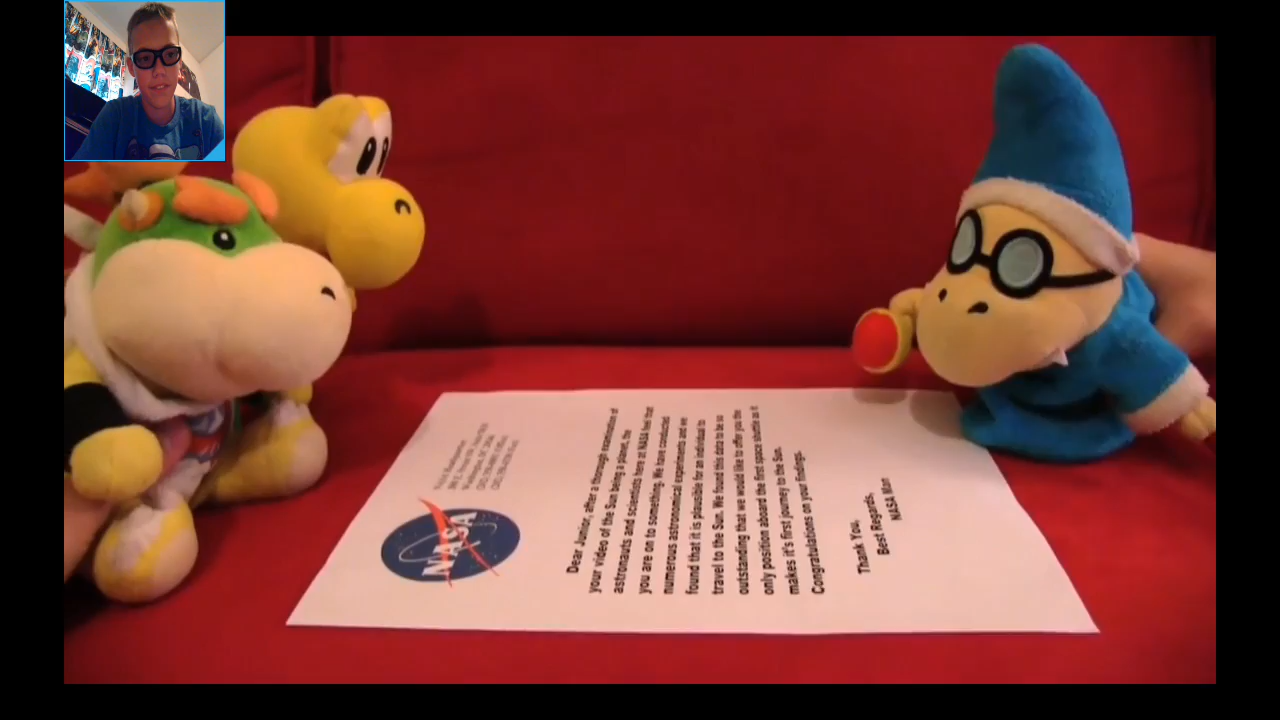 NASA
Dear Junior, after a thorough examination of
your video of the Sun being a planet, the
astronauts and scientists here at NASA feel that
you are on to something. We have conducted
numerous astronomical experiments and we
found that it is plausible for an individual to
travel to the Sun. We found this data to be so
outstanding that we would like to offer you the
only position aboard the first space shuttle as it
makes it's first journey to the Sun.
Congratulations on your findings.
Thank You,
Best Regards,
NASA Man